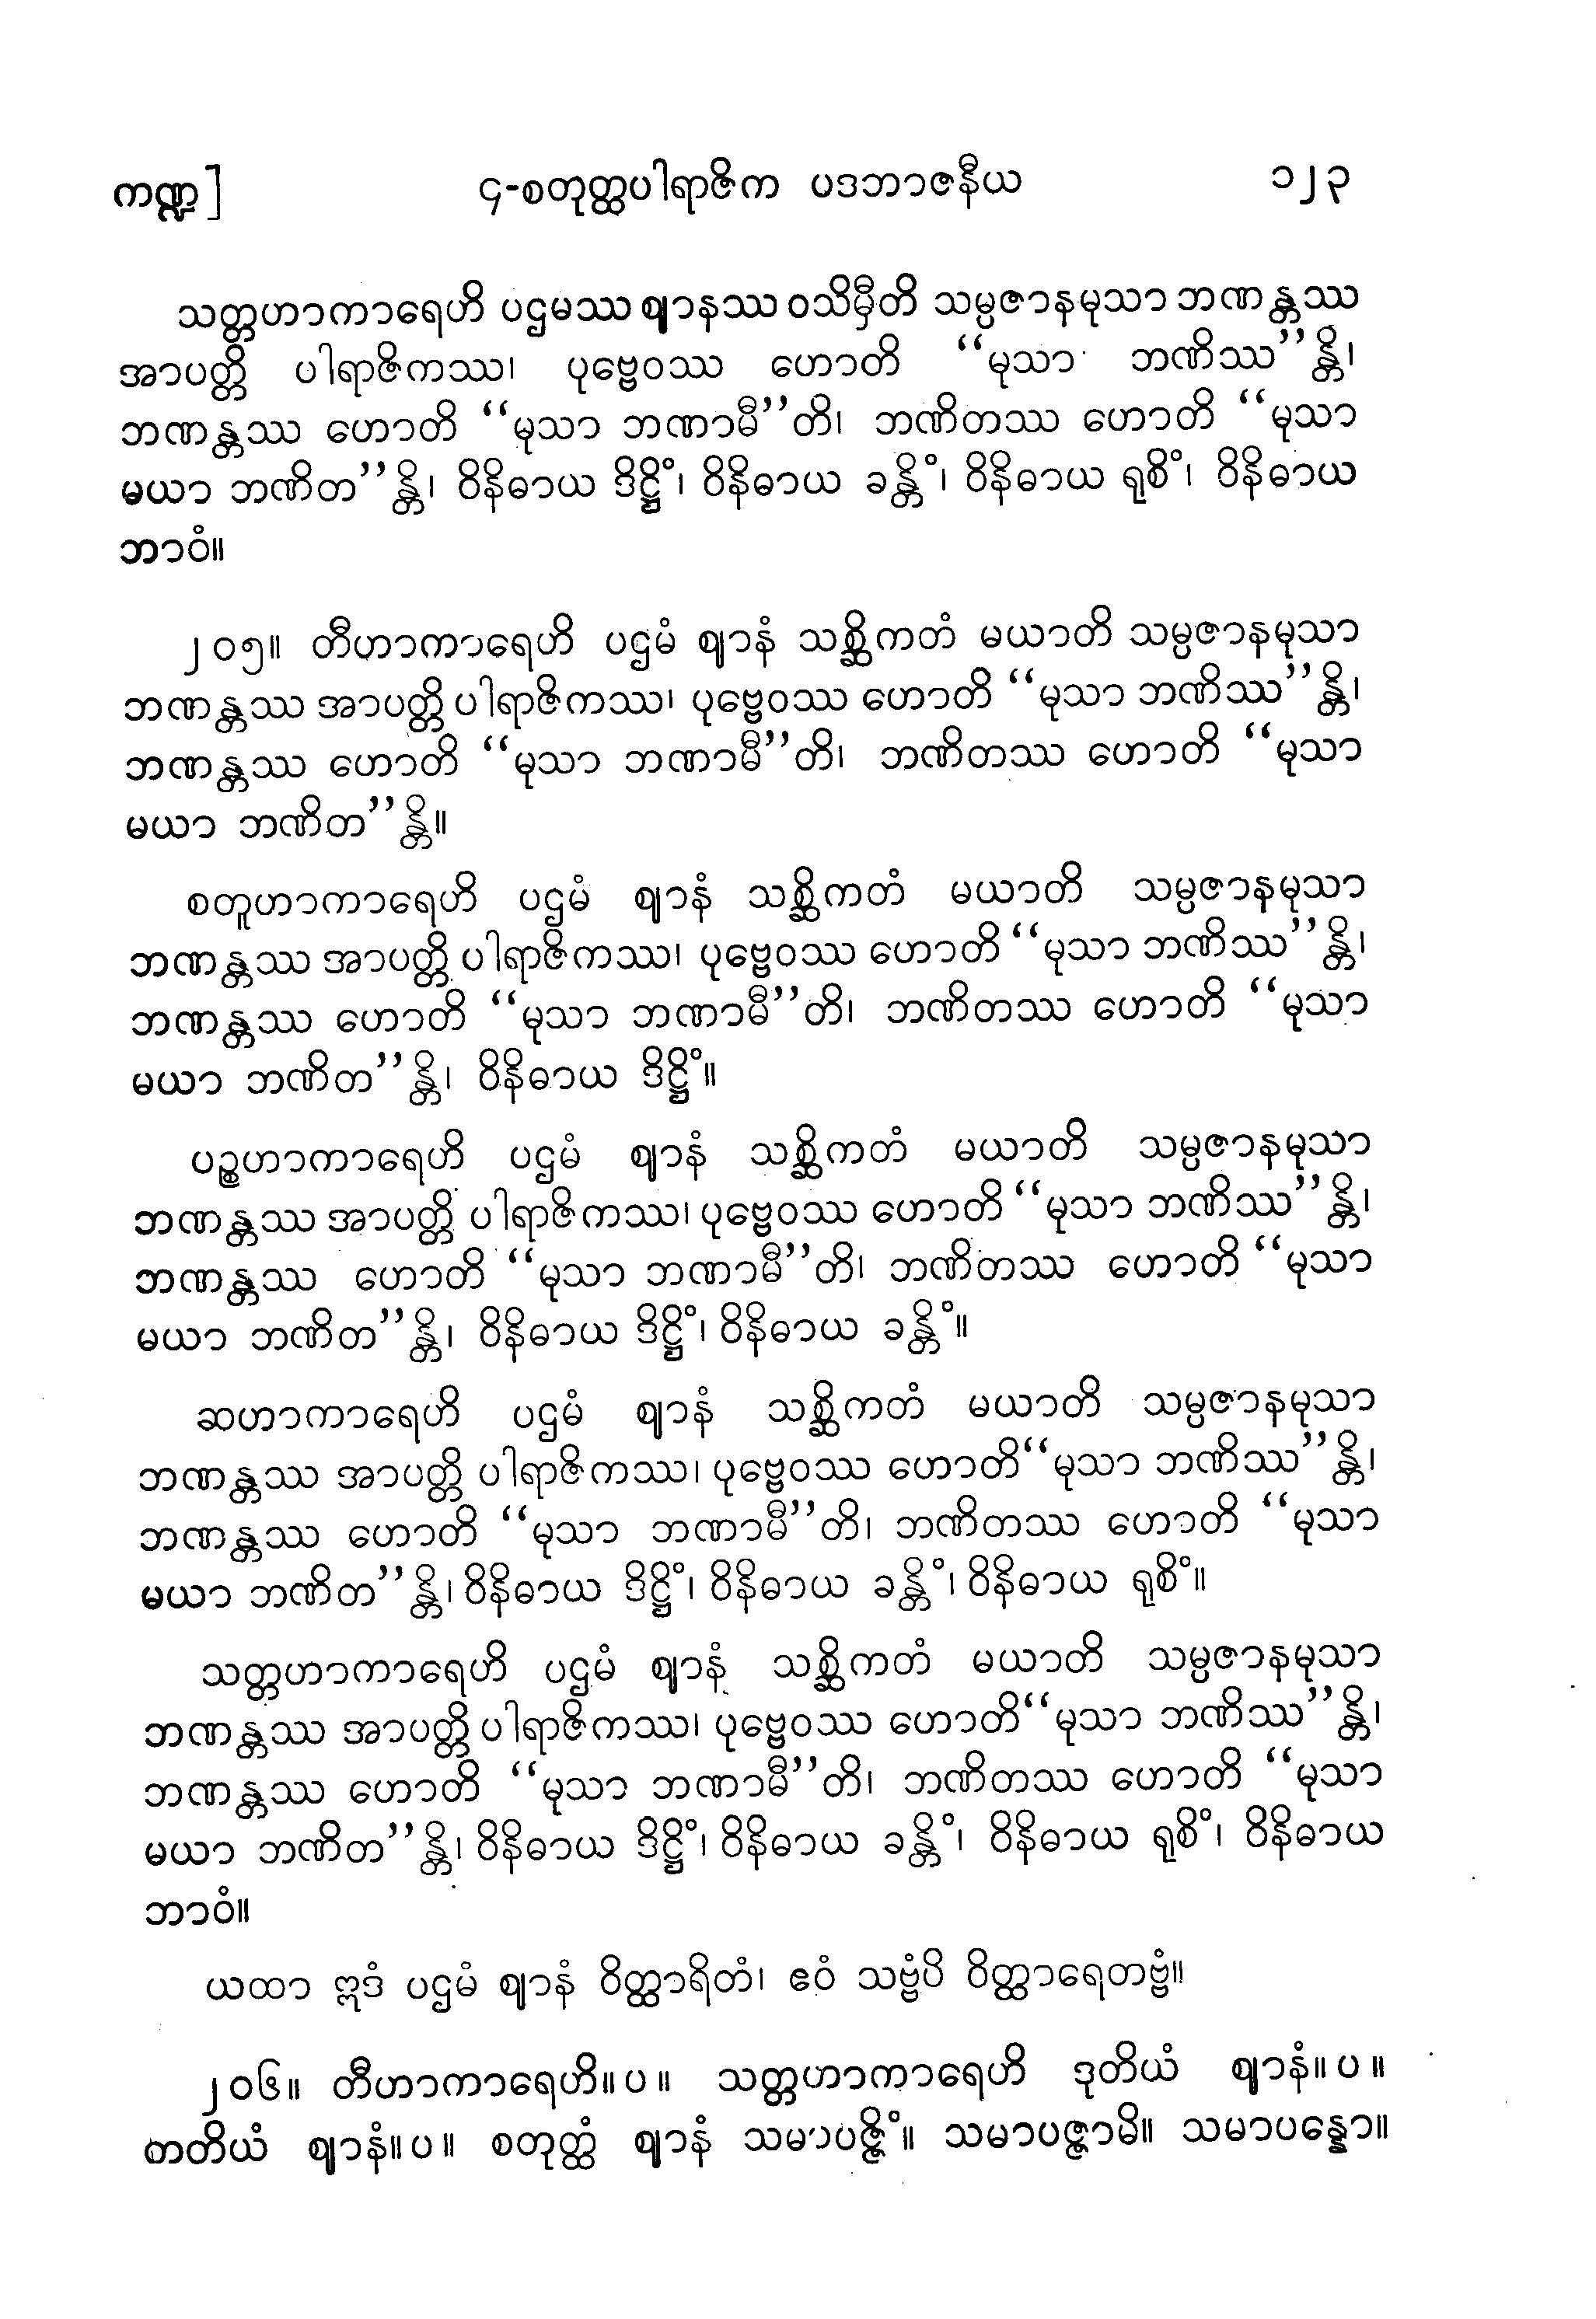 ကဏ္ဍ] ၄-စတုတ္ထပါရာဇိက ပဒဘာဇနီယ ၁၂၃
သတ္တဟာကာရေဟိ ပဌမဿ ဈာနဿ ဝသိမှီတိ သမ္ပဇာနမုသာ ဘဏန္တဿ
အာပတ္တိ ပါရာဇိကဿ၊ ပုဗ္ဗေဝဿ ဟောတိ “မုသာ ဘဏိဿ”န္တိ၊
ဘဏန္တဿ ဟောတိ “မုသာ ဘဏာမီ”တိ၊ ဘဏိတဿ ဟောတိ “မုသာ
မယာ ဘဏိတ”န္တိ၊ ဝိနိဓာယ ဒိဋ္ဌိံ၊ ဝိနိဓာယ ခန္တိံ၊ ဝိနိဓာယ ရုစိံ၊ ဝိနိဓာယ
ဘာဝံ။
၂၀၅။ တီဟာကာရေဟိ ပဌမံ ဈာနံ သစ္ဆိကတံ မယာတိ သမ္ပဇာနမုသာ
ဘဏန္တဿ အာပတ္တိ ပါရာဇိကဿ၊ ပုဗ္ဗေဝဿ ဟောတိ “မုသာ ဘဏိဿ”န္တိ၊
ဘဏန္တဿ ဟောတိ “မုသာ ဘဏာမီ”တိ၊ ဘဏိတဿ ဟောတိ “မုသာ
မယာ ဘဏိတ”န္တိ။
စတူဟာကာရေဟိ ပဌမံ ဈာနံ သစ္ဆိကတံ မယာတိ သမ္ပဇာနမုသာ
ဘဏန္တဿ အာပတ္တိ ပါရာဇိကဿ၊ ပုဗ္ဗေဝဿ ဟောတိ “မုသာ ဘဏိဿ”န္တိ၊
ဘဏန္တဿ ဟောတိ “မုသာ ဘဏာမီ”တိ၊ ဘဏိတဿ ဟောတိ “မုသာ
မယာ ဘဏိတ”န္တိ၊ ဝိနိဓာယ ဒိဋ္ဌိံ။
ပဉ္စဟာကာရေဟိ ပဌမံ ဈာနံ သစ္ဆိကတံ မယာတိ သမ္ပဇာနမုသာ
ဘဏန္တဿ အာပတ္တိ ပါရာဇိကဿ၊ ပုဗ္ဗေဝဿ ဟောတိ “မုသာ ဘဏိဿ”န္တိ၊
ဘဏန္တဿ ဟောတိ “မုသာ ဘဏာမီ”တိ၊ ဘဏိတဿ ဟောတိ “မုသာ
မယာ ဘဏိတ”န္တိ၊ ဝိနိဓာယ ဒိဋ္ဌိံ၊ ဝိနိဓာယ ခန္တိံ။
ဆဟာကာရေဟိ ပဌမံ ဈာနံ သစ္ဆိကတံ မယာတိ သမ္ပဇာနမုသာ
ဘဏန္တဿ အာပတ္တိ ပါရာဇိကဿ၊ ပုဗ္ဗေဝဿ ဟောတိ “မုသာ ဘဏိဿ”န္တိ၊
ဘဏန္တဿ ဟောတိ “မုသာ ဘဏာမီ”တိ၊ ဘဏိတဿ ဟောတိ “မုသာ
မယာ ဘဏိတ”န္တိ၊ ဝိနိဓာယ ဒိဋ္ဌိံ၊ ဝိနိဓာယ ခန္တိံ၊ ဝိနိဓာယ ရုစိံ။
သတ္တဟာကာရေဟိ ပဌမံ ဈာနံ သစ္ဆိကတံ မယာတိ သမ္ပဇာနမုသာ
ဘဏန္တဿ အာပတ္တိ ပါရာဇိကဿ၊ ပုဗ္ဗေဝဿ ဟောတိ “မုသာ ဘဏိဿ”န္တိ၊
ဘဏန္တဿ ဟောတိ “မုသာ ဘဏာမီ”တိ၊ ဘဏိတဿ ဟောတိ “မုသာ
မယာ ဘဏိတ”န္တိ၊ ဝိနိဓာယ ဒိဋ္ဌိံ၊ ဝိနိဓာယ ခန္တိံ၊ ဝိနိဓာယ ရုစိံ၊ ဝိနိဓာယ
ဘာဝံ။
ယထာ ဣဒံ ပဌမံ ဈာနံ ဝိတ္ထာရိတံ၊ ဧဝံ သဗ္ဗံပိ ဝိတ္ထာရေတဗ္ဗံ။
၂၀၆။ တီဟာကာရေဟိ။ပ။ သတ္တဟာကာရေဟိ ဒုတိယံ ဈာနံ။ပ။
တတိယံ ဈာနံ။ပ။ စတုတ္ထံ ဈာနံ သမာပဇ္ဇိံ။ သမာပဇ္ဇာမိ။ သမာပန္နော။